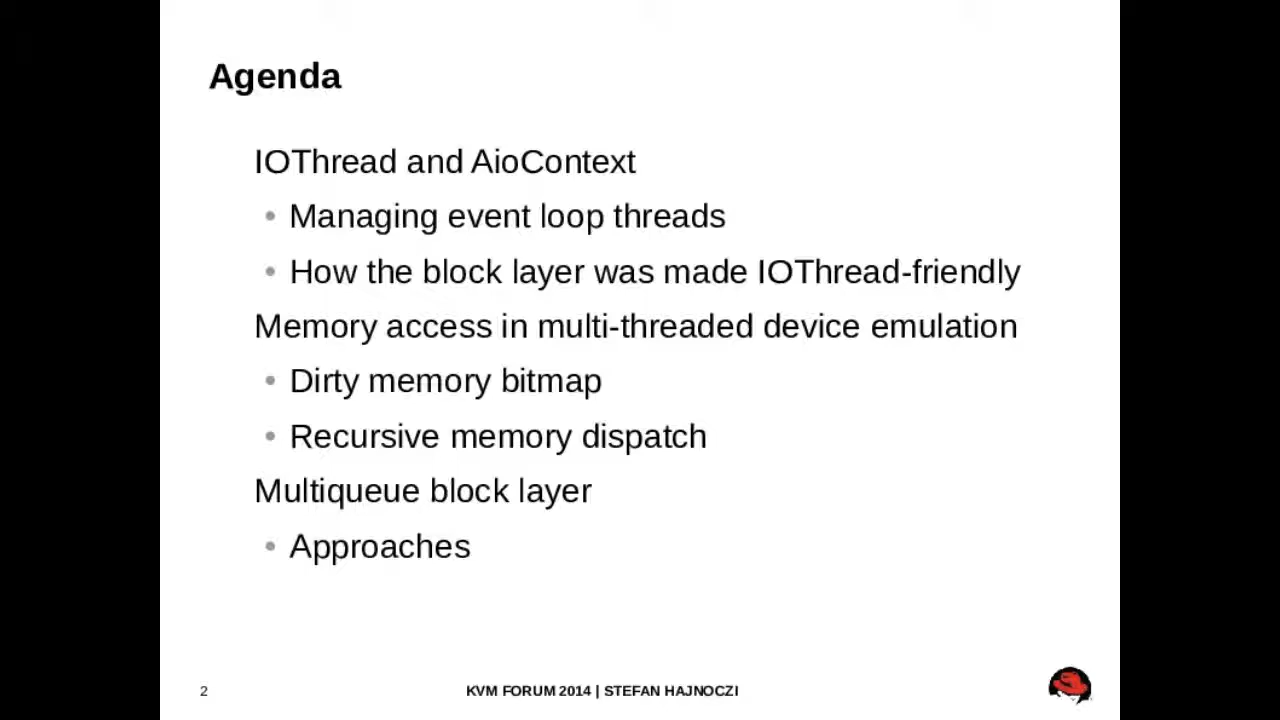 Agenda
IOThread and AioContext
• Managing event loop threads
• How the block layer was made IOThread-friendly
Memory access in multi-threaded device emulation
• Dirty memory bitmap
• Recursive memory dispatch
Multiqueue block layer
• Approaches
2
KVM FORUM 2014 | STEFAN HAJNOCZI